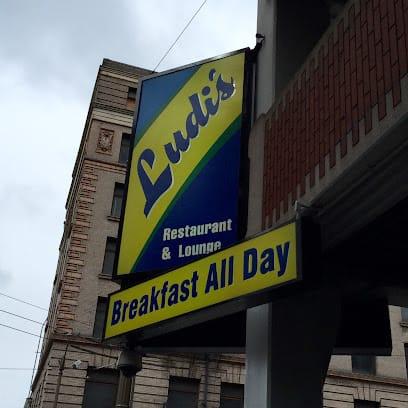 Ludi's
Restaurant
& Lounge
Breakfast All Day